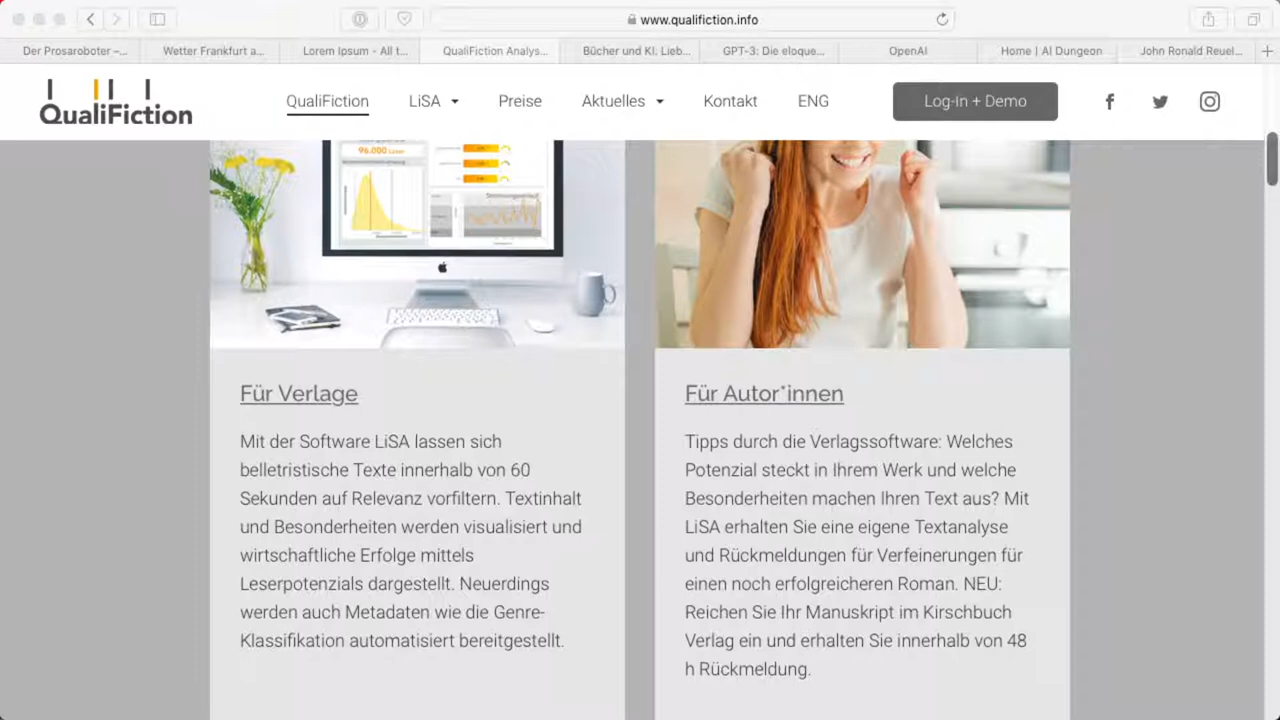 www.qualifiction.info
Der Prosaroboter –...
Wetter Frankfurt a...
Lorem Ipsum - All t...
QualiFiction Analys...
Bücher und KI: Lieb...
GPT-3: Die eloque...
OpenAI
Home | AI Dungeon
John Ronald Reuel...
QualiFiction
QualiFiction
LiSA
Preise
Aktuelles
Kontakt
ENG
Log-In + Demo
96.000
Für Verlage
Mit der Software LiSA lassen sich
belletristische Texte innerhalb von 60
Sekunden auf Relevanz vorfiltern. Textinhalt
und Besonderheiten werden visualisiert und
wirtschaftliche Erfolge mittels
Leserpotenzials dargestellt. Neuerdings
werden auch Metadaten wie die Genre-
Klassifikation automatisiert bereitgestellt.
Für Autor*innen
Tipps durch die Verlagssoftware: Welches
Potenzial steckt in Ihrem Werk und welche
Besonderheiten machen Ihren Text aus? Mit
LiSA erhalten Sie eine eigene Textanalyse
und Rückmeldungen für Verfeinerungen für
einen noch erfolgreicheren Roman. NEU:
Reichen Sie Ihr Manuskript im Kirschbuch
Verlag ein und erhalten Sie innerhalb von 48
h Rückmeldung.